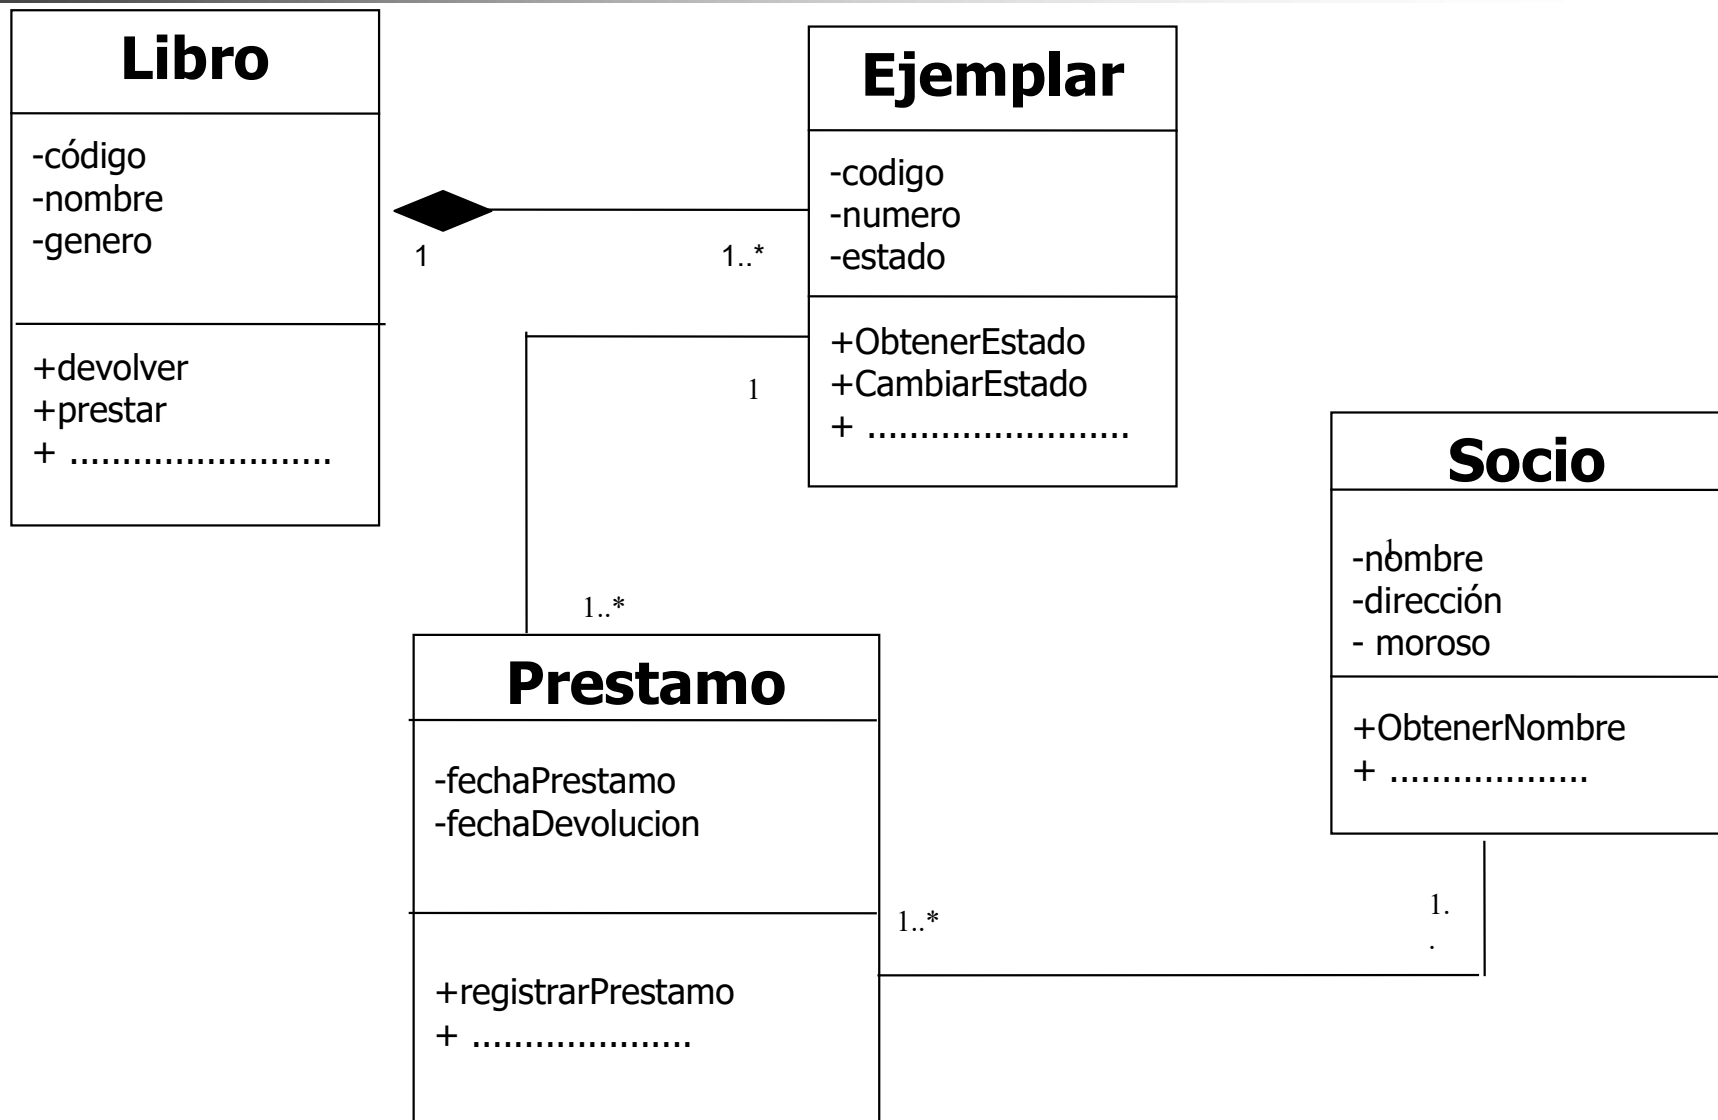 Libro
-código
-nombre
-genero
+devolver
+prestar
+ .........................
1
1..*
Ejemplar
-codigo
-numero
-estado
+ObtenerEstado
+CambiarEstado
+ .........................
1
1..*
Socio
1
-nombre
-dirección
- moroso
+ObtenerNombre
+ ...................
Prestamo
-fechaPrestamo
-fechaDevolucion
+registrarPrestamo
+ .....................
1..*
1.
.